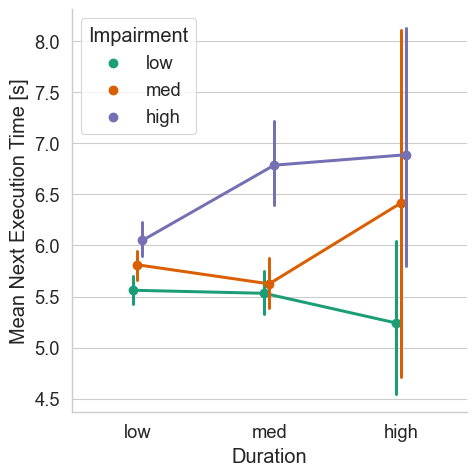 Impairment
low
med
high
8.0
7.5
7.0
6.5
6.0
5.5
5.0
4.5
Mean Next Execution Time [s]
low med high
Duration